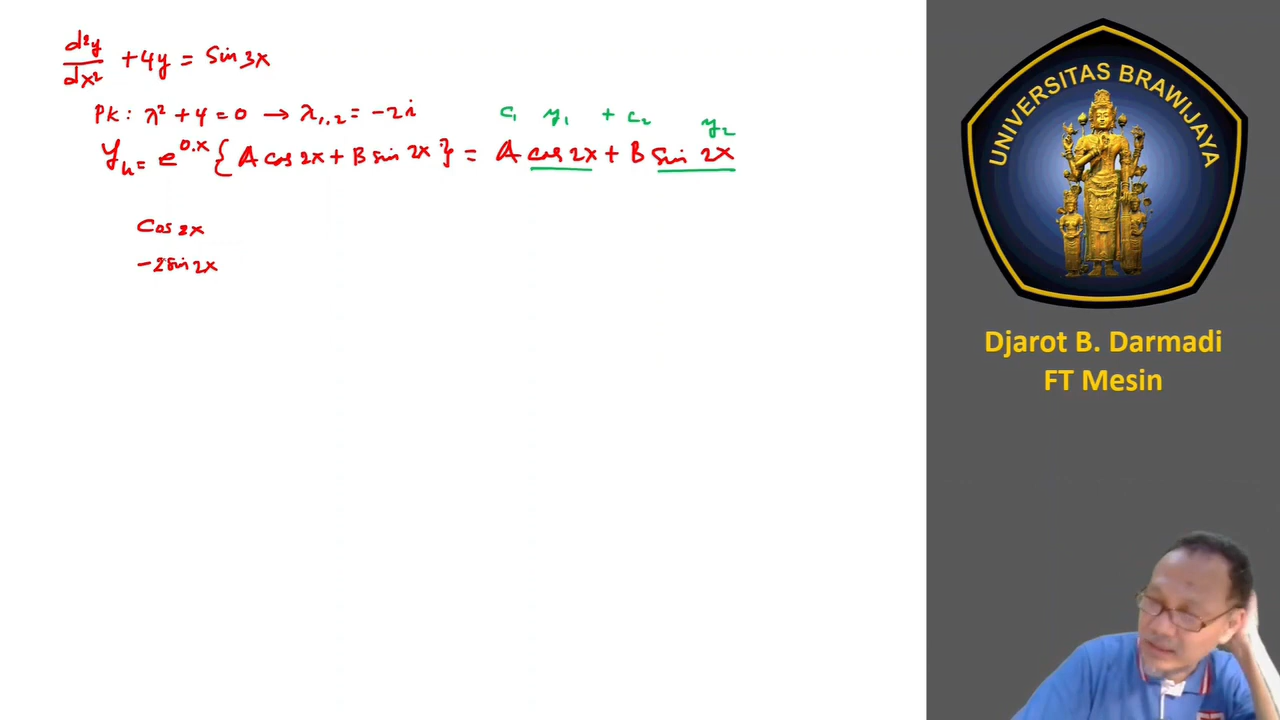 d²y/dx² + 4y = Sin 3x
PK: λ² + 4 = 0 → λ₁,₂ = -2i
C₁ y₁ + C₂ y₂
Yh = e^0.x { A cos 2x + B sin 2x } = A cos 2x + B sin 2x
Cos 2x
-2 sin 2x
UNIVERSITAS BRAWIJAYA
Djarot B. Darmadi
FT Mesin